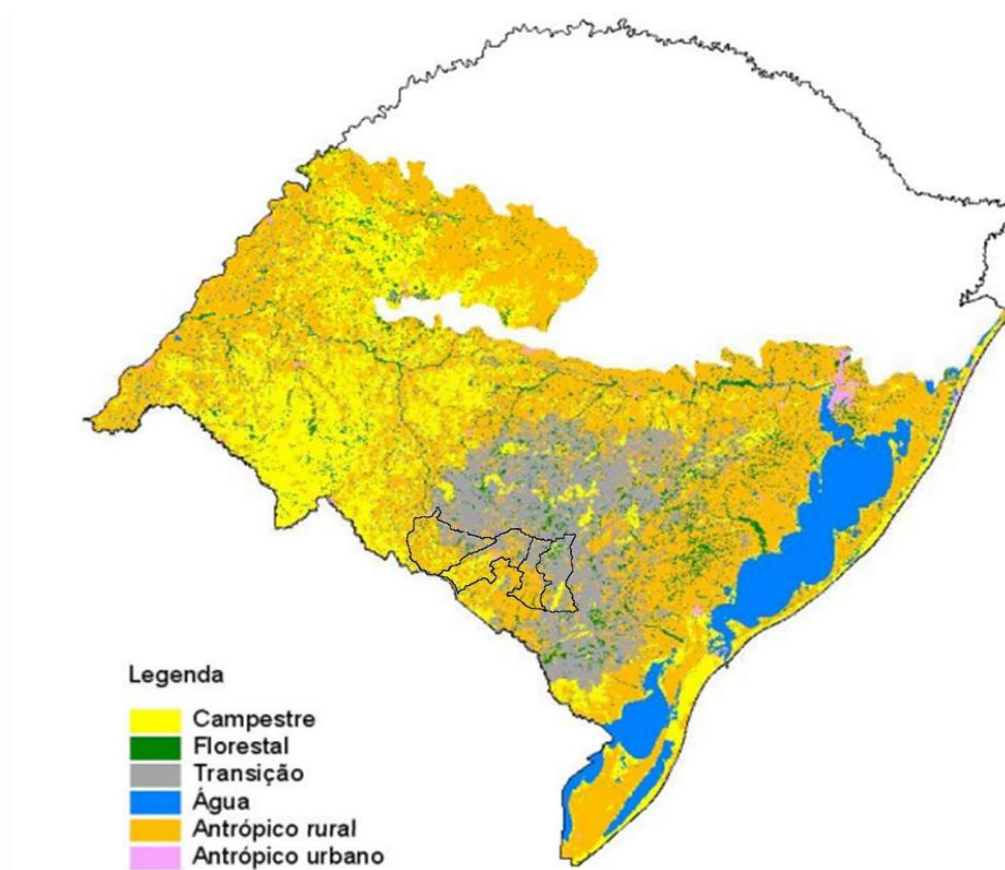 Legenda
Campestre
Florestal
Transição
Água
Antrópico rural
Antrópico urbano